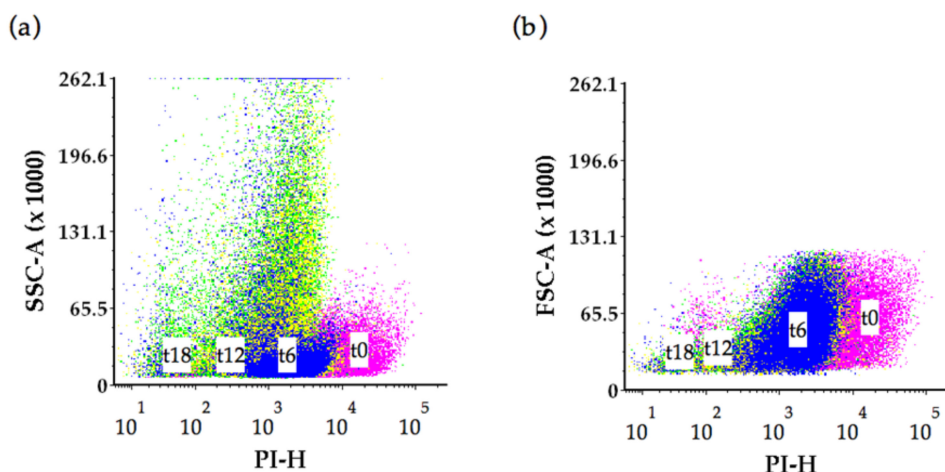 (a)
(b)
SSC-A (x 1000)
262.1
196.6
131.1
65.5
0
t18
t12
t6
t0
10 1
10 2
10 3
10 4
10 5
PI-H
FSC-A (x 1000)
262.1
196.6
131.1
65.5
0
t18
t12
t6
t0
10 1
10 2
10 3
10 4
10 5
PI-H